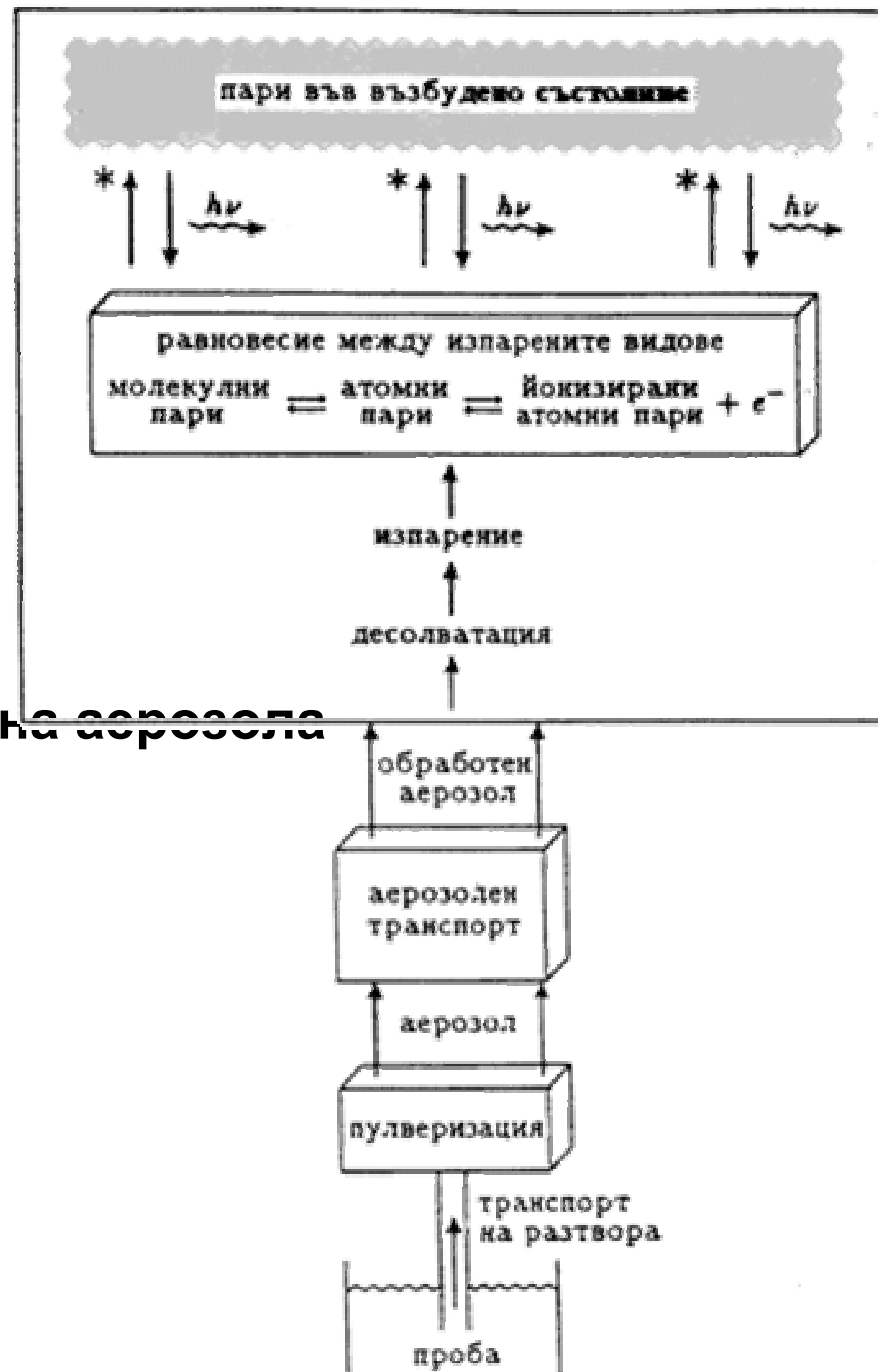 пари във възбудено състояние
* hν * hν * hν
равновесие между изпарените видове
молекулни пари ⇌ атомни пари ⇌ йонизирани атомни пари + e⁻
изпарение
десолватация
на аерозола
обработен
аерозол
аерозолен
транспорт
аерозол
пулверизация
транспорт
на разтвора
проба